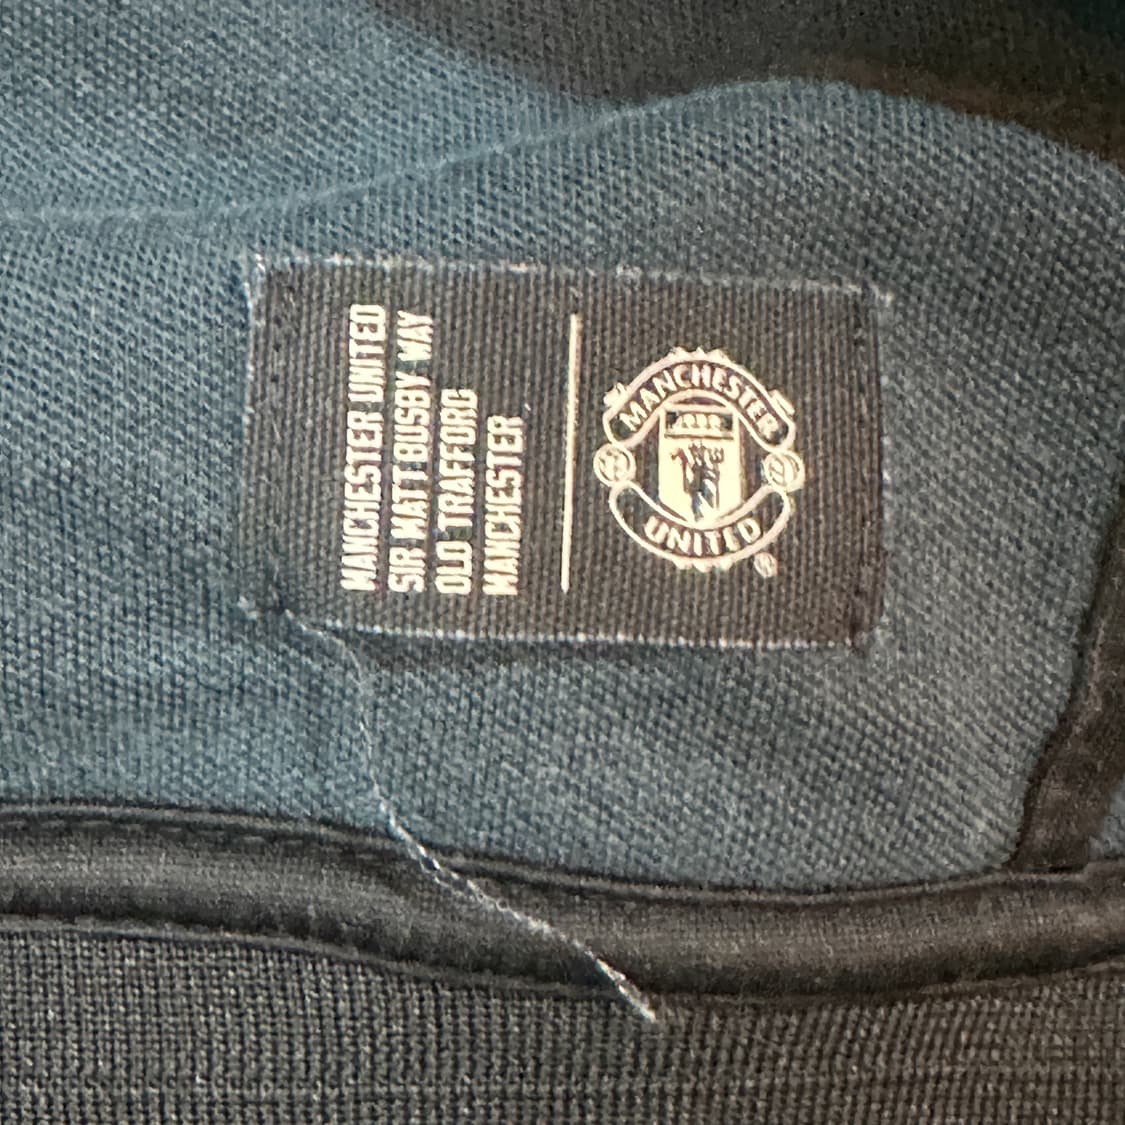 MANCHESTER UNITED
SIR MATT BUSBY WAY
OLD TRAFFORD
MANCHESTER
MANCHESTER
UNITED
®